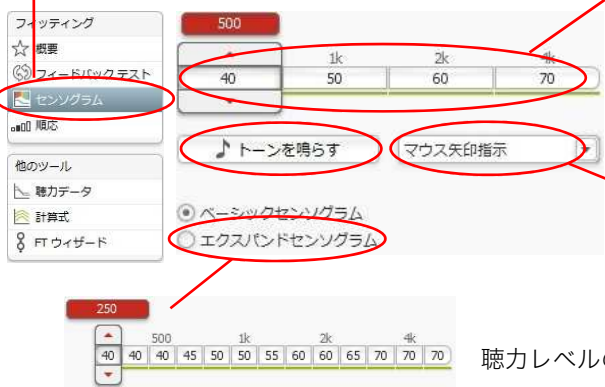 フィッティング
概要
フィードバックテスト
センソグラム
順応
他のツール
聴力データ
計算式
FT ウィザード
500
1k 2k 4k
40 50 60 70
トーンを鳴らす
マウス矢印指示
ベーシックセンソグラム
エクスパンドセンソグラム
250
500 1k 2k 4k
40 40 40 45 50 50 55 60 60 65 70 70 70
聴力レベルの